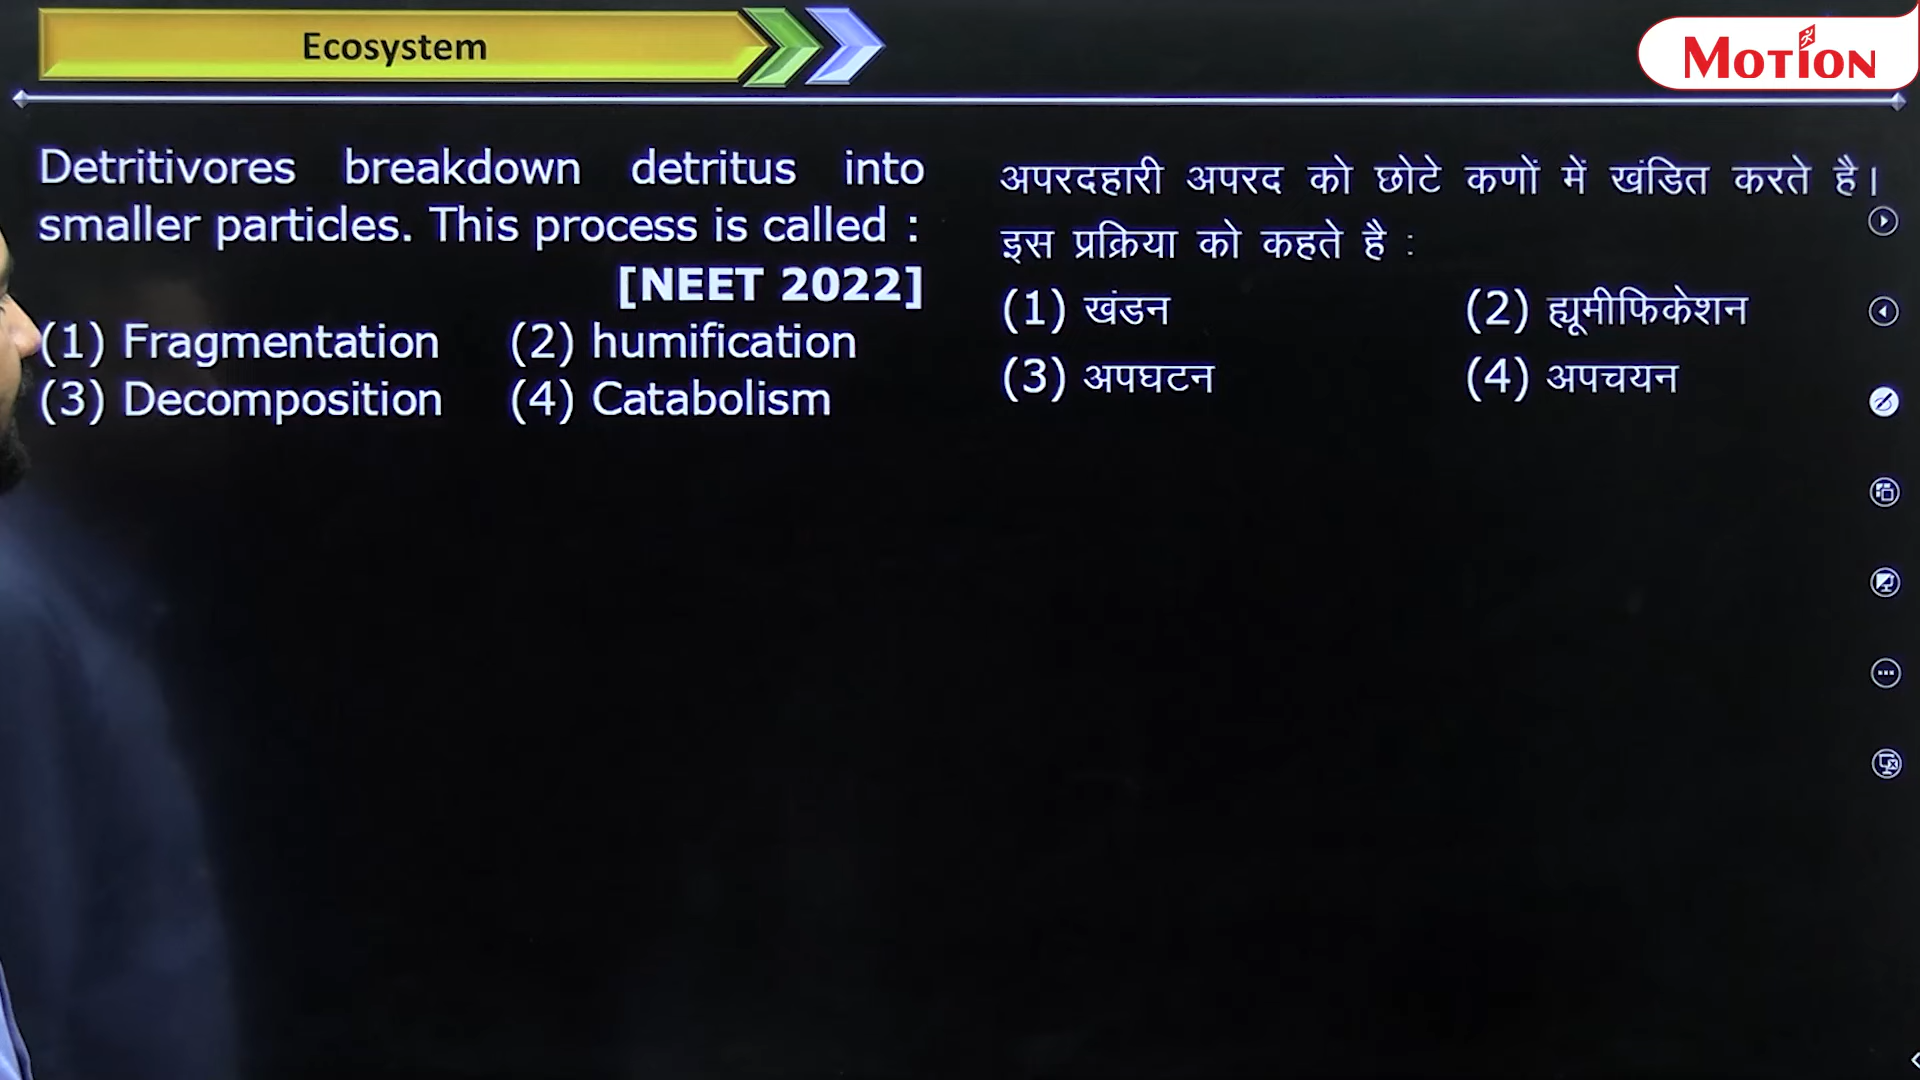 Ecosystem
MOTION
Detritivores breakdown detritus into
smaller particles. This process is called :
[NEET 2022]
(1) Fragmentation (2) humification
(3) Decomposition (4) Catabolism
अपरदहारी अपरद को छोटे कणों में खंडित करते है।
इस प्रक्रिया को कहते है :
(1) खंडन (2) ह्यूमीफिकेशन
(3) अपघटन (4) अपचयन